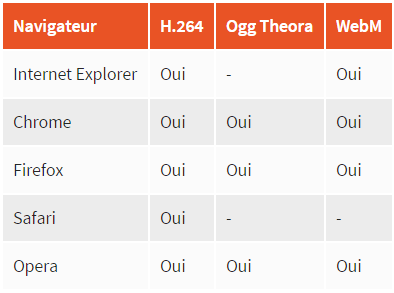 Navigateur H.264 Ogg Theora WebM
Internet Explorer Oui - Oui
Chrome Oui Oui Oui
Firefox Oui Oui Oui
Safari Oui - -
Opera Oui Oui Oui